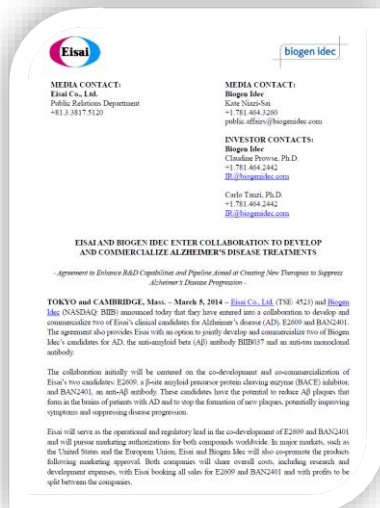 Eisai
biogen idec
MEDIA CONTACT:
Eisai Co., Ltd.
Public Relations Department
+81.3.3817.5120
MEDIA CONTACT:
Biogen Idec
Kate Niazi-Sai
+1.781.464.3260
public.affairs@biogenidec.com
INVESTOR CONTACTS:
Biogen Idec
Claudine Prowse, Ph.D.
+1.781.464.2442
IR@biogenidec.com
Carlo Tanzi, Ph.D.
+1.781.464.2442
IR@biogenidec.com
EISAI AND BIOGEN IDEC ENTER COLLABORATION TO DEVELOP
AND COMMERCIALIZE ALZHEIMER'S DISEASE TREATMENTS
- Agreement to Enhance R&D Capabilities and Pipeline Aimed at Creating New Therapies to Suppress
Alzheimer's Disease Progression -
TOKYO and CAMBRIDGE, Mass. – March 5, 2014 – Eisai Co., Ltd. (TSE: 4523) and Biogen
Idec (NASDAQ: BIIB) announced today that they have entered into a collaboration to develop and
commercialize two of Eisai's clinical candidates for Alzheimer's disease (AD), E2609 and BAN2401.
The agreement also provides Eisai with an option to jointly develop and commercialize two of Biogen
Idec's candidates for AD, the anti-amyloid beta (Aβ) antibody BIIB037 and an anti-tau monoclonal
antibody.
The collaboration initially will be centered on the co-development and co-commercialization of
Eisai's two candidates: E2609, a β-site amyloid precursor protein cleaving enzyme (BACE) inhibitor,
and BAN2401, an anti-Aβ antibody. These candidates have the potential to reduce Aβ plaques that
form in the brains of patients with AD and to stop the formation of new plaques, potentially improving
symptoms and suppressing disease progression.
Eisai will serve as the operational and regulatory lead in the co-development of E2609 and BAN2401
and will pursue marketing authorizations for both compounds worldwide. In major markets, such as
the United States and the European Union, Eisai and Biogen Idec will also co-promote the products
following marketing approval. Both companies will share overall costs, including research and
development expenses, with Eisai booking all sales for E2609 and BAN2401 and with profits to be
split between the companies.